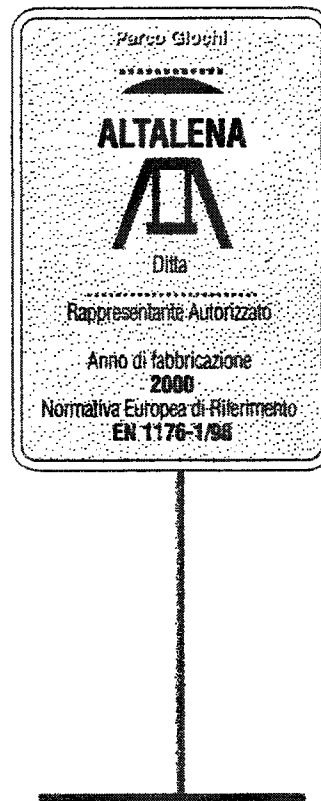 Parco Giochi
ALTALENA
Ditta
Rappresentante Autorizzato
Anno di fabbricazione
2000
Normativa Europea di Riferimento
EN 1176-1/98